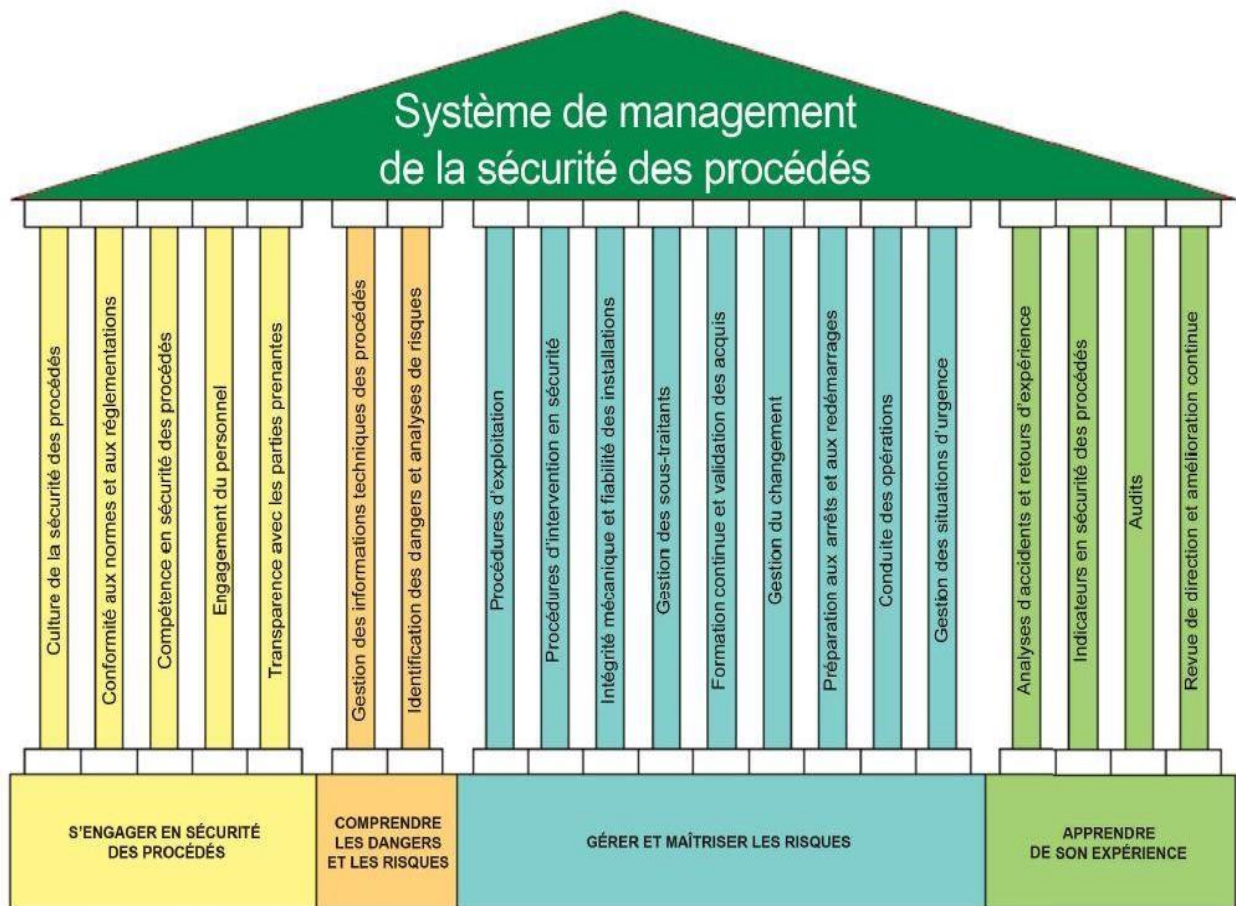 Système de management
de la sécurité des procédés
Culture de la sécurité des procédés
Conformité aux normes et aux réglementations
Compétence en sécurité des procédés
Engagement du personnel
Transparence avec les parties prenantes
Gestion des informations techniques des procédés
Identification des dangers et analyses de risques
Procédures d'exploitation
Procédures d'intervention en sécurité
Intégrité mécanique et fiabilité des installations
Gestion des sous-traitants
Formation continue et validation des acquis
Gestion du changement
Préparation aux arrêts et aux redémarrages
Conduite des opérations
Gestion des situations d'urgence
Analyses d'accidents et retours d'expérience
Indicateurs en sécurité des procédés
Audits
Revue de direction et amélioration continue
S'ENGAGER EN SÉCURITÉ
DES PROCÉDÉS
COMPRENDRE
LES DANGERS
ET LES RISQUES
GÉRER ET MAÎTRISER LES RISQUES
APPRENDRE
DE SON EXPÉRIENCE